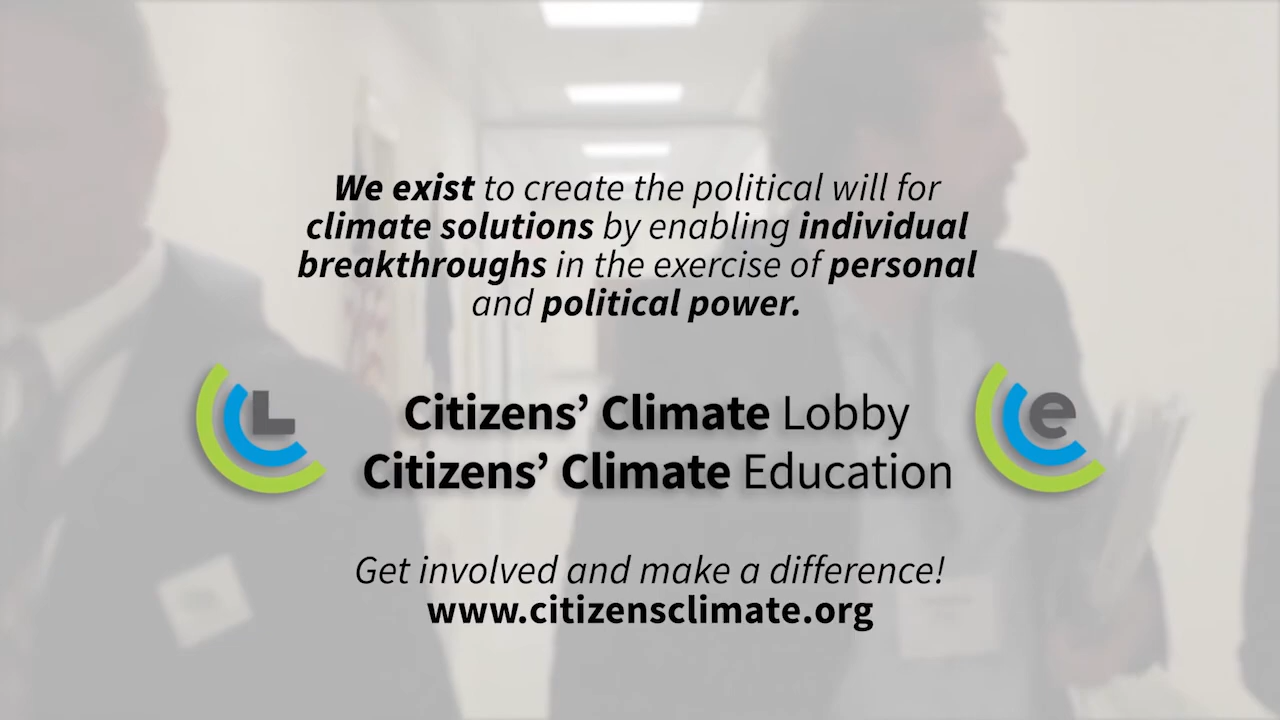 We exist to create the political will for
climate solutions by enabling individual
breakthroughs in the exercise of personal
and political power.
L
Citizens’ Climate Lobby
e
Citizens’ Climate Education
Get involved and make a difference!
www.citizensclimate.org